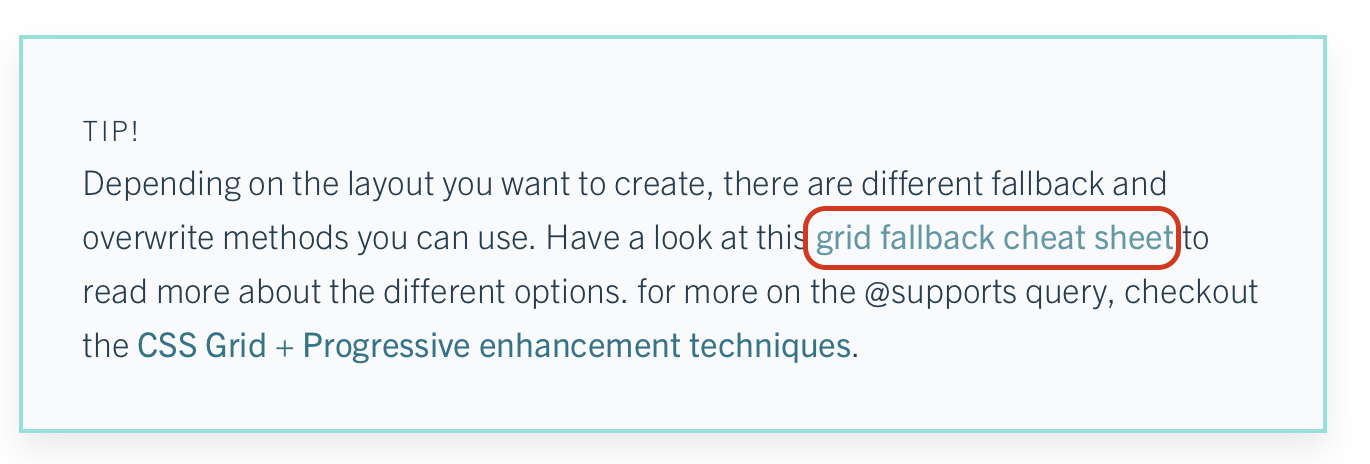 TIP!
Depending on the layout you want to create, there are different fallback and
overwrite methods you can use. Have a look at this grid fallback cheat sheet to
read more about the different options. for more on the @supports query, checkout
the CSS Grid + Progressive enhancement techniques.